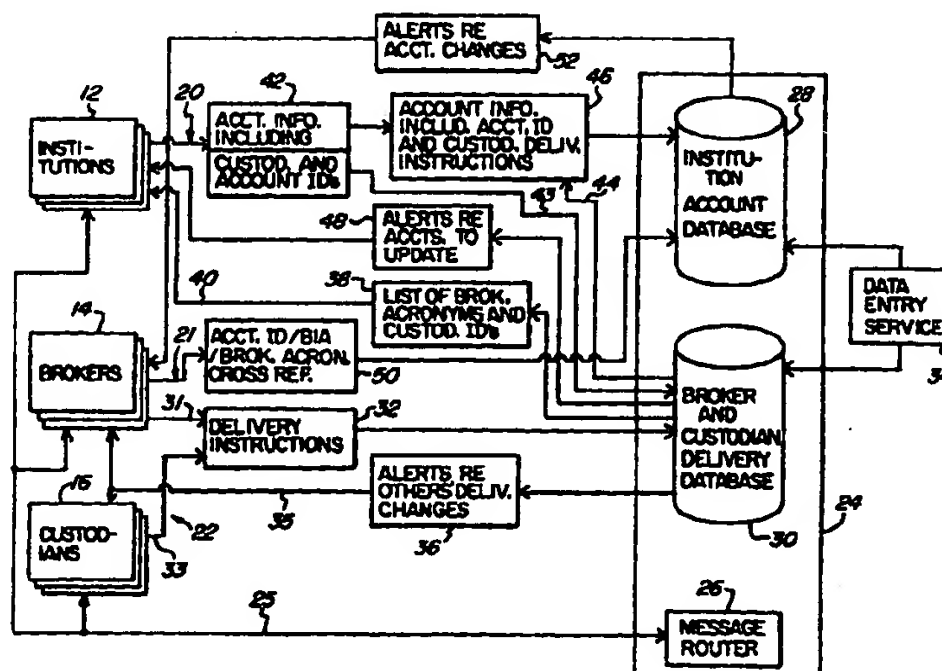 ALERTS RE
ACCT. CHANGES
52
12
20
42
46
28
INSTI-
TUTIONS
ACCT. INFO.
INCLUDING
CUSTOD. AND
ACCOUNT ID's
ACCOUNT INFO.
INCLUD. ACCT. ID
AND CUSTOD. DELIV.
INSTRUCTIONS
INSTITU-
TION
ACCOUNT
DATABASE
43
44
48
ALERTS RE
ACCTS. TO
UPDATE
40
38
LIST OF BROK.
ACRONYMS AND
CUSTOD. ID's
DATA
ENTRY
SERVICE
14
21
BROKERS
ACCT. ID/BIA
/BROK. ACRON.
CROSS REF.
50
31
32
DELIVERY
INSTRUCTIONS
BROKER
AND
CUSTODIAN
DELIVERY
DATABASE
30
24
16
CUSTOD-
IANS
33
22
35
ALERTS RE
OTHERS' DELIV.
CHANGES
36
25
26
MESSAGE
ROUTER